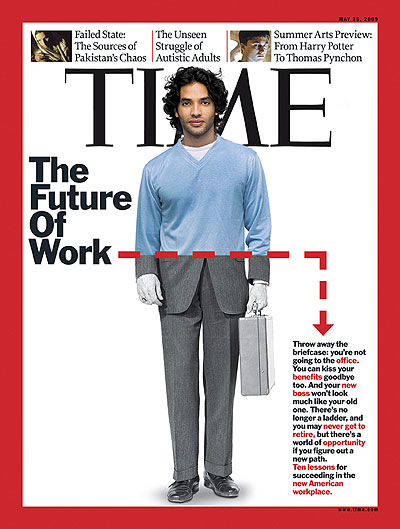 MAY 25, 2009
Failed State:
The Sources of
Pakistan's Chaos
The Unseen
Struggle of
Autistic Adults
Summer Arts Preview:
From Harry Potter
To Thomas Pynchon
TIME
The
Future
Of
Work
Throw away the
briefcase: you're not
going to the office.
You can kiss your
benefits goodbye
too. And your new
boss won't look
much like your old
one. There's no
longer a ladder, and
you may never get to
retire, but there's a
world of opportunity
if you figure out a
new path.
Ten lessons for
succeeding in the
new American
workplace.
www.time.com